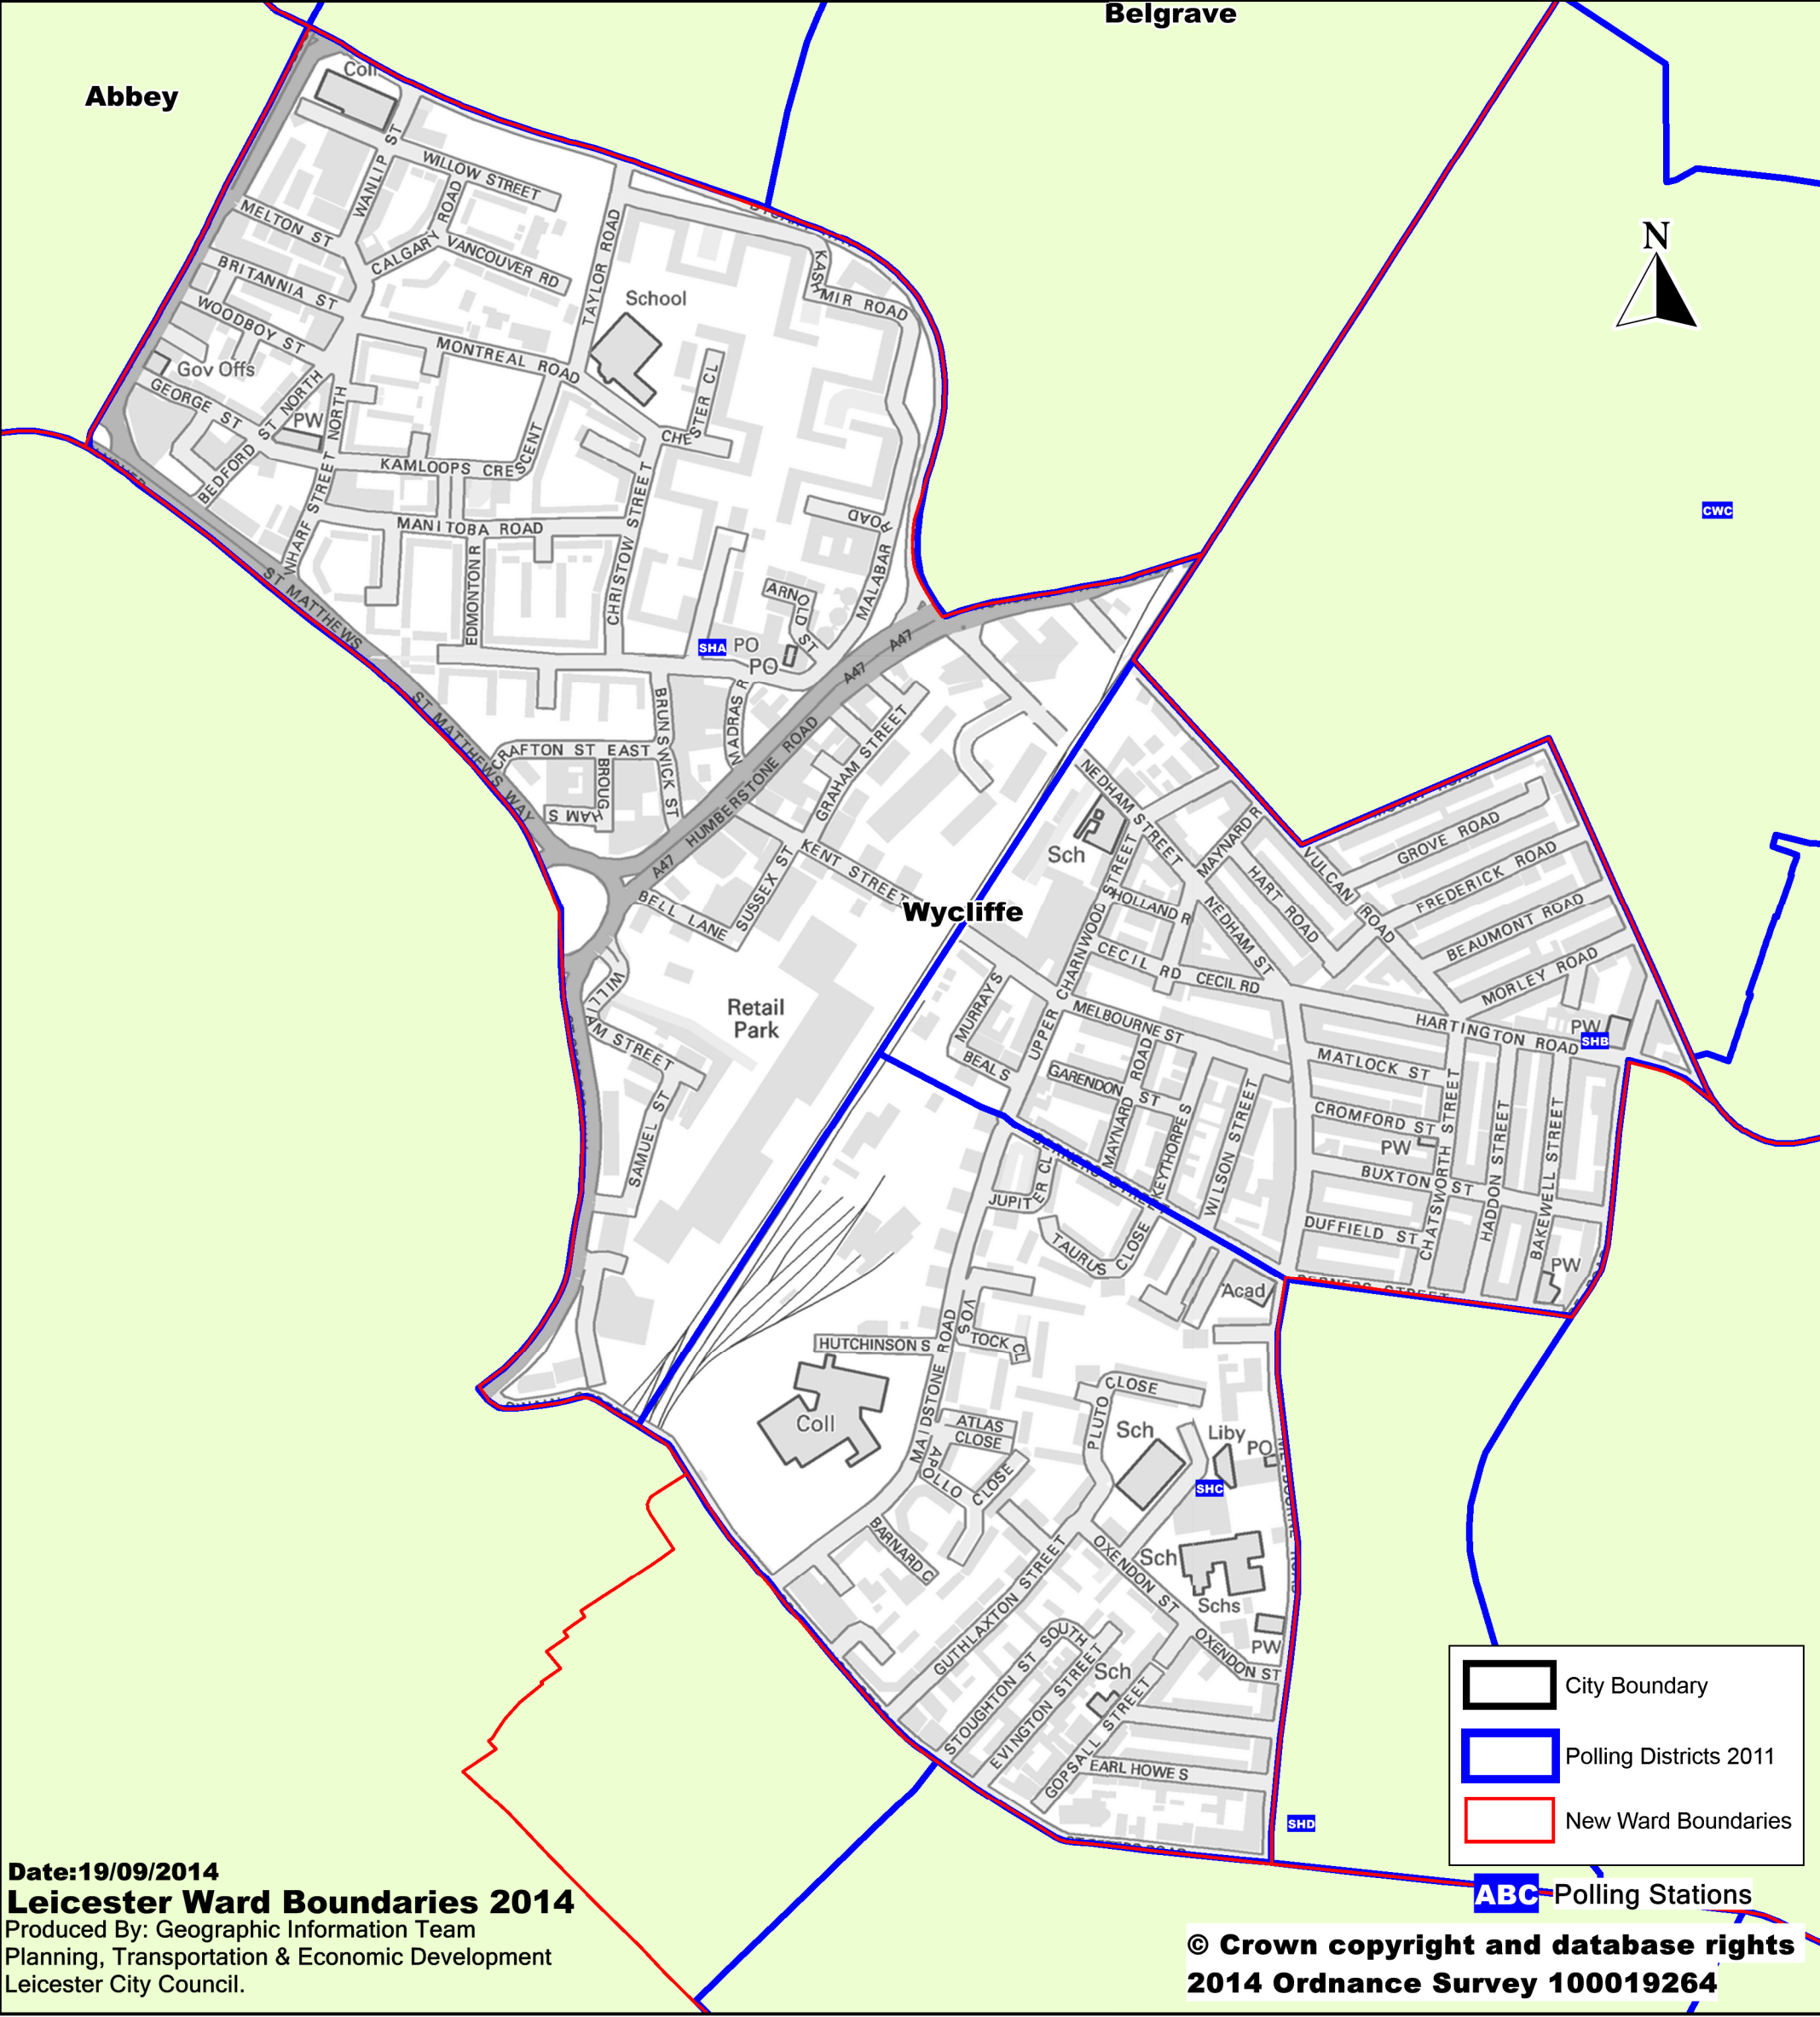 Belgrave
Abbey
Coll
WANLIP ST
WILLOW STREET
CALGARY ROAD
VANCOUVER RD
MELTON ST
BRITANNIA ST
WOODBOY ST
TAYLOR ROAD
School
KASHMIR ROAD
N
Gov Offs
GEORGE ST
BEDFORD ST NORTH
PW
WHARF STREET NORTH
MONTREAL ROAD
CHESTER CL
KAMLOOPS CRESCENT
MANITOBA ROAD
EDMONTON R
CHRISTOW STREET
MALABAR ROAD
ARNOLD ST
CWC
ST MATTHEWS
ST MATTHEWS WAY
SHA
PO
PO
A47
A47
A47 HUMBERSTONE ROAD
MADRAS R
BRUNSWICK ST
CRAFTON ST EAST
BROUGHAM S
GRAHAM STREET
KENT STREET
SUSSEX ST
BELL LANE
Wycliffe
NEDHAM STREET
Sch
MAYNARD R
VULCAN ROAD
HART ROAD
GROVE ROAD
FREDERICK ROAD
BEAUMONT ROAD
MORLEY ROAD
HOLLAND R
NEDHAM ST
UPPER CHARNWOOD STREET
CECIL RD
CECIL RD
WILLIAM STREET
Retail
Park
MURRAY S
BEAL S
MELBOURNE ST
HARTINGTON ROAD
PW
SHB
MATLOCK ST
GARENDON ST
MAYNARD ROAD
KEYTHORPE S
WILSON STREET
CROMFORD ST
PW
BUXTON ST
DUFFIELD ST
CHATSWORTH STREET
HADDON STREET
BAKEWELL STREET
PW
SAMUEL ST
BERNERS STREET
BERNERS STREET
JUPITER CL
TAURUS CLOSE
Acad
VOSTOCK CL
HUTCHINSON S
MAIDSTONE ROAD
Coll
ATLAS
CLOSE
APOLLO CLOSE
PLUTO CLOSE
Sch
Liby
PO
SHC
MELBOURNE ROAD
BARNARD C
GUTHLAXTON STREET
OXENDON ST
Sch
Schs
PW
OXENDON ST
STOUGHTON ST SOUTH
EVINGTON STREET
Sch
GOPSALL STREET
EARL HOWE S
SHD
City Boundary
Polling Districts 2011
New Ward Boundaries
ABC Polling Stations
Date:19/09/2014
Leicester Ward Boundaries 2014
Produced By: Geographic Information Team
Planning, Transportation & Economic Development
Leicester City Council.
© Crown copyright and database rights
2014 Ordnance Survey 100019264